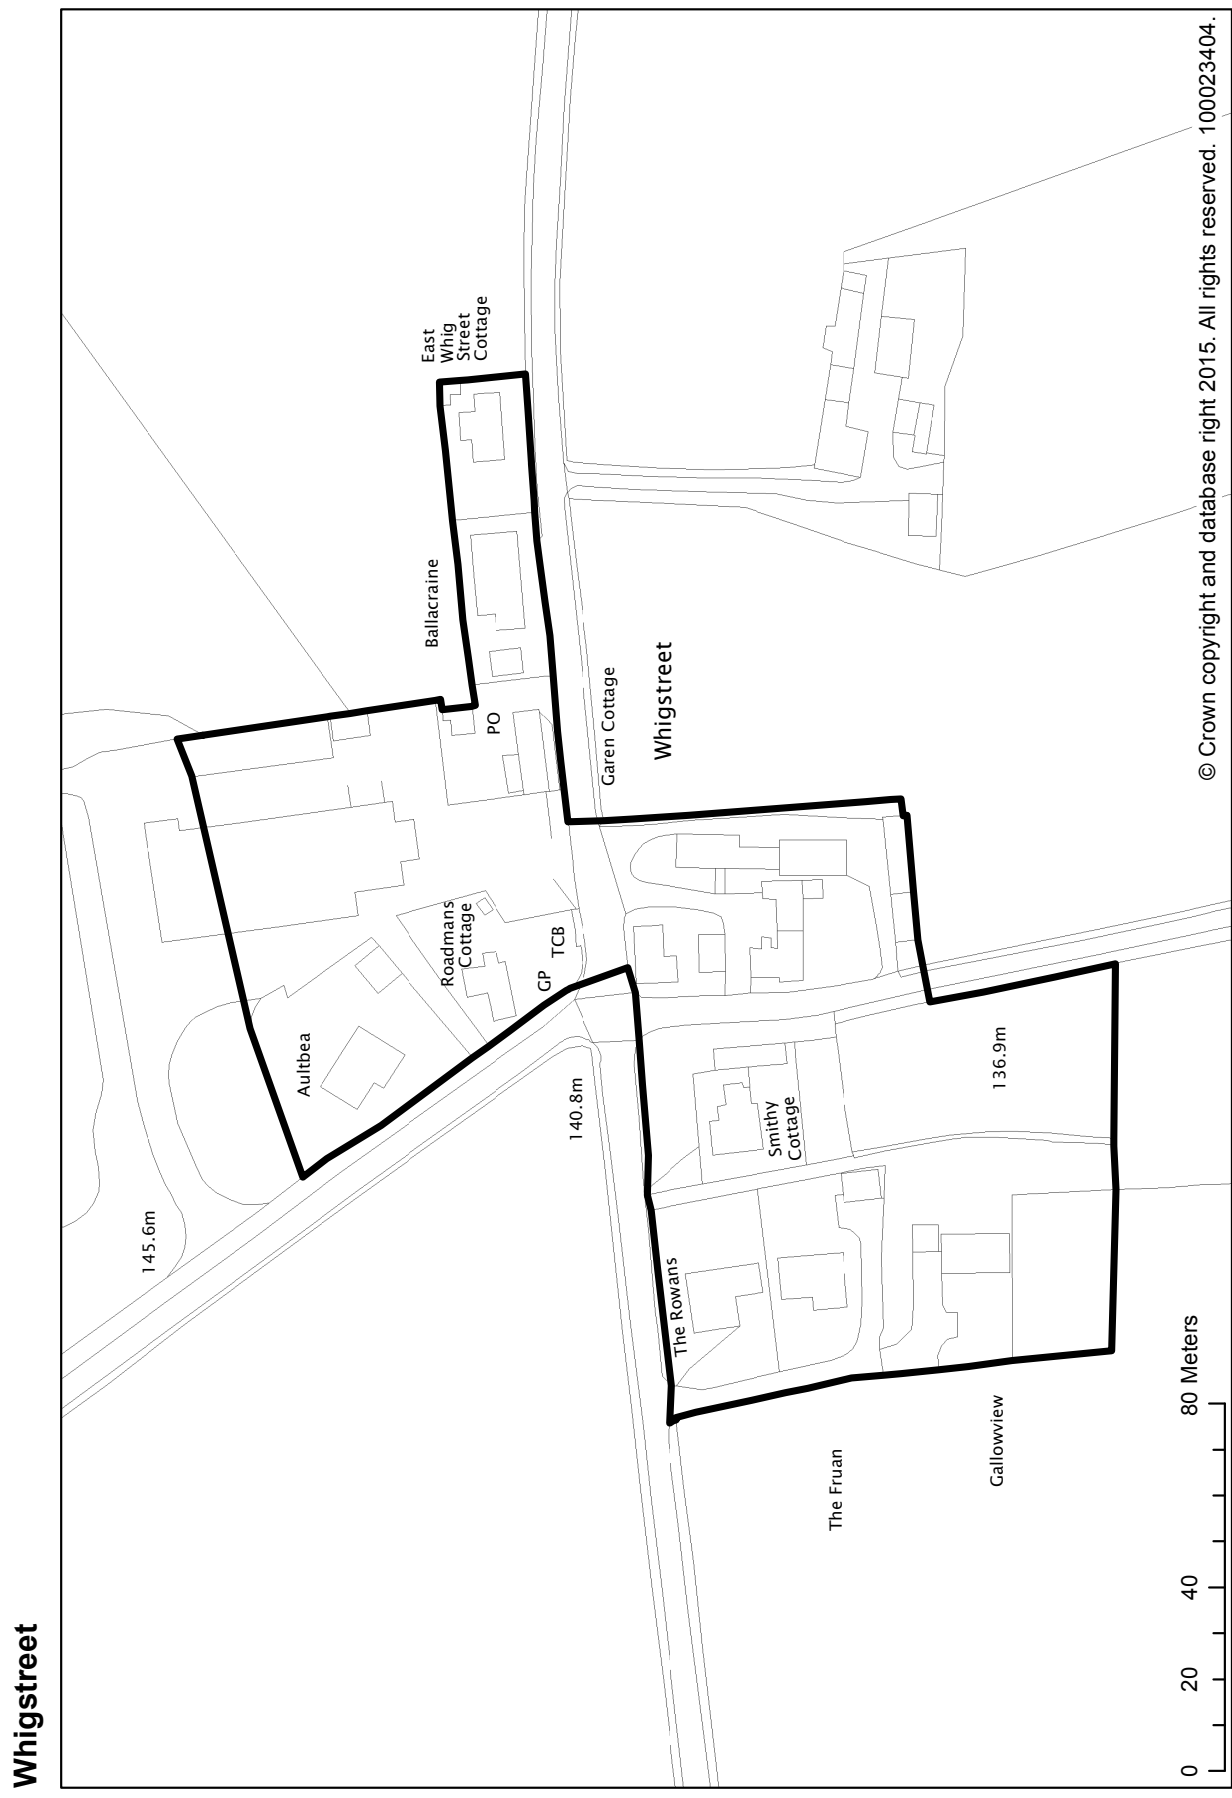 Whigstreet
145.6m
Aultbea
Roadmans
Cottage
GP
TCB
PO
Ballacraine
East
Whig
Street
Cottage
140.8m
Garen Cottage
Whigstreet
The Rowans
Smithy
Cottage
136.9m
The Fruan
Gallowview
0 20 40 80 Meters
© Crown copyright and database right 2015. All rights reserved. 100023404.